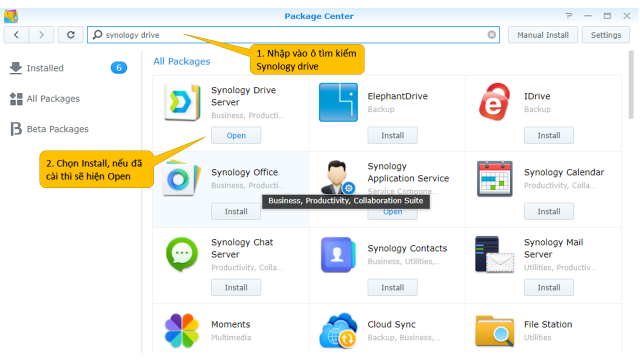 Package Center
synology drive
Manual Install
Settings
1. Nhập vào ô tìm kiếm
Synology drive
Installed
6
All Packages
Beta Packages
2. Chọn Install, nếu đã
cài thì sẽ hiện Open
All Packages
Synology Drive
Server
Business, Producti...
Open
ElephantDrive
Backup
Install
IDrive
Backup
Install
Synology Office
Business, Producti...
Install
Synology
Application Service
Service Compone...
Open
Business, Productivity, Collaboration Suite
Synology Calendar
Productivity, Colla...
Install
Synology Chat
Server
Productivity, Colla...
Install
Synology Contacts
Business, Utilities,...
Install
Synology Mail
Server
Utilities, Productiv...
Install
Moments
Multimedia
Cloud Sync
Backup, Business,...
File Station
Utilities